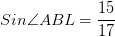 Sin∠ABL = 15/17